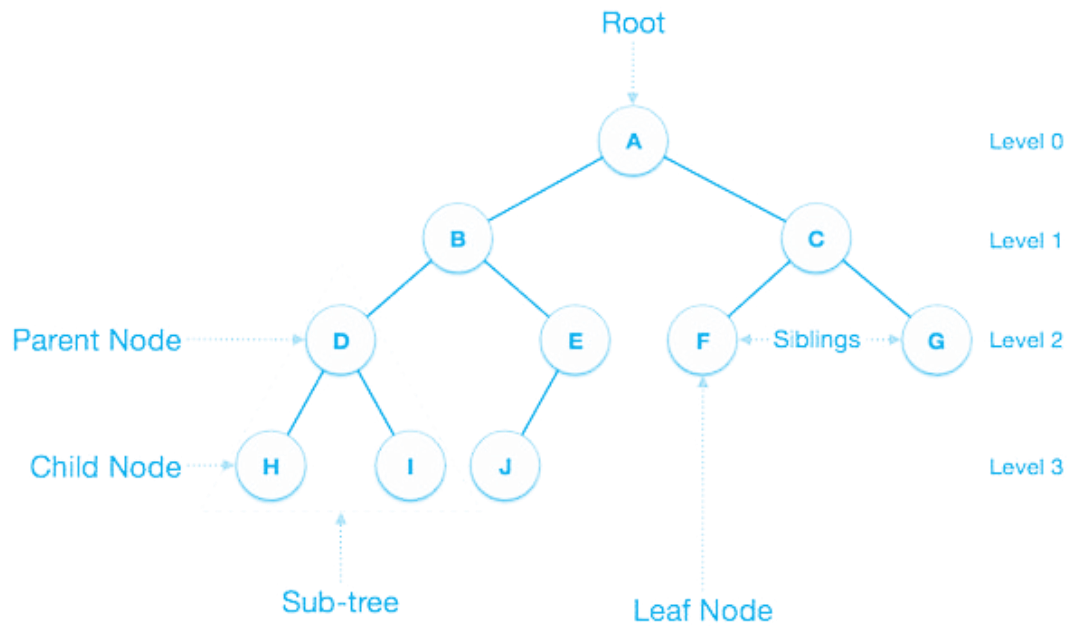 Root
A
Level 0
B
C
Level 1
Parent Node
D
E
F
Siblings
G
Level 2
Child Node
H
I
J
Level 3
Sub-tree
Leaf Node